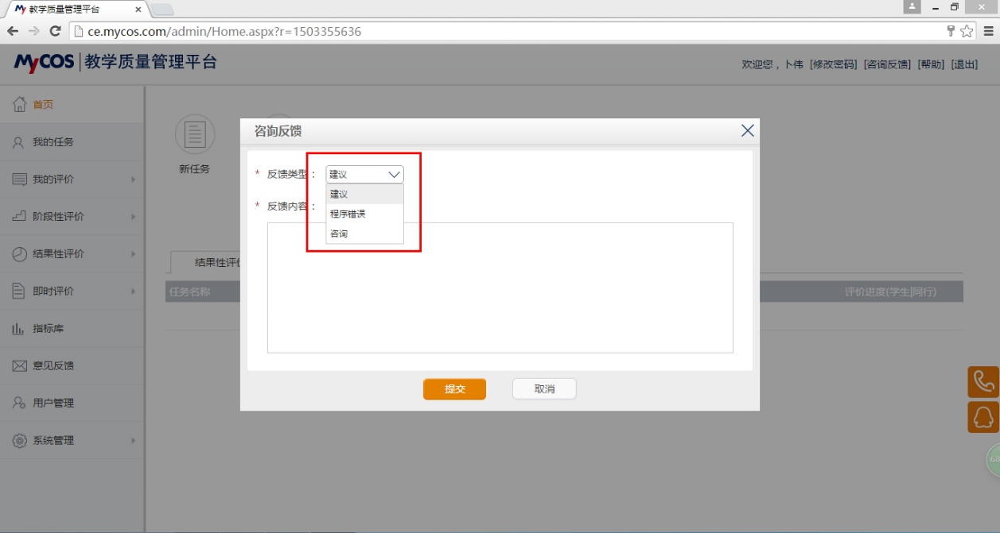 My 教学质量管理平台
ce.mycos.com/admin/Home.aspx?r=1503355636
MyCOS 教学质量管理平台
欢迎您，卜伟 [修改密码] [咨询反馈] [帮助] [退出]
首页
我的任务
我的评价
阶段性评价
结果性评价
即时评价
指标库
意见反馈
用户管理
系统管理
新任务
结果性评价
任务名称
评价进度(学生|同行)
咨询反馈
* 反馈类型： 建议
建议
程序错误
咨询
* 反馈内容：
提交 取消
68